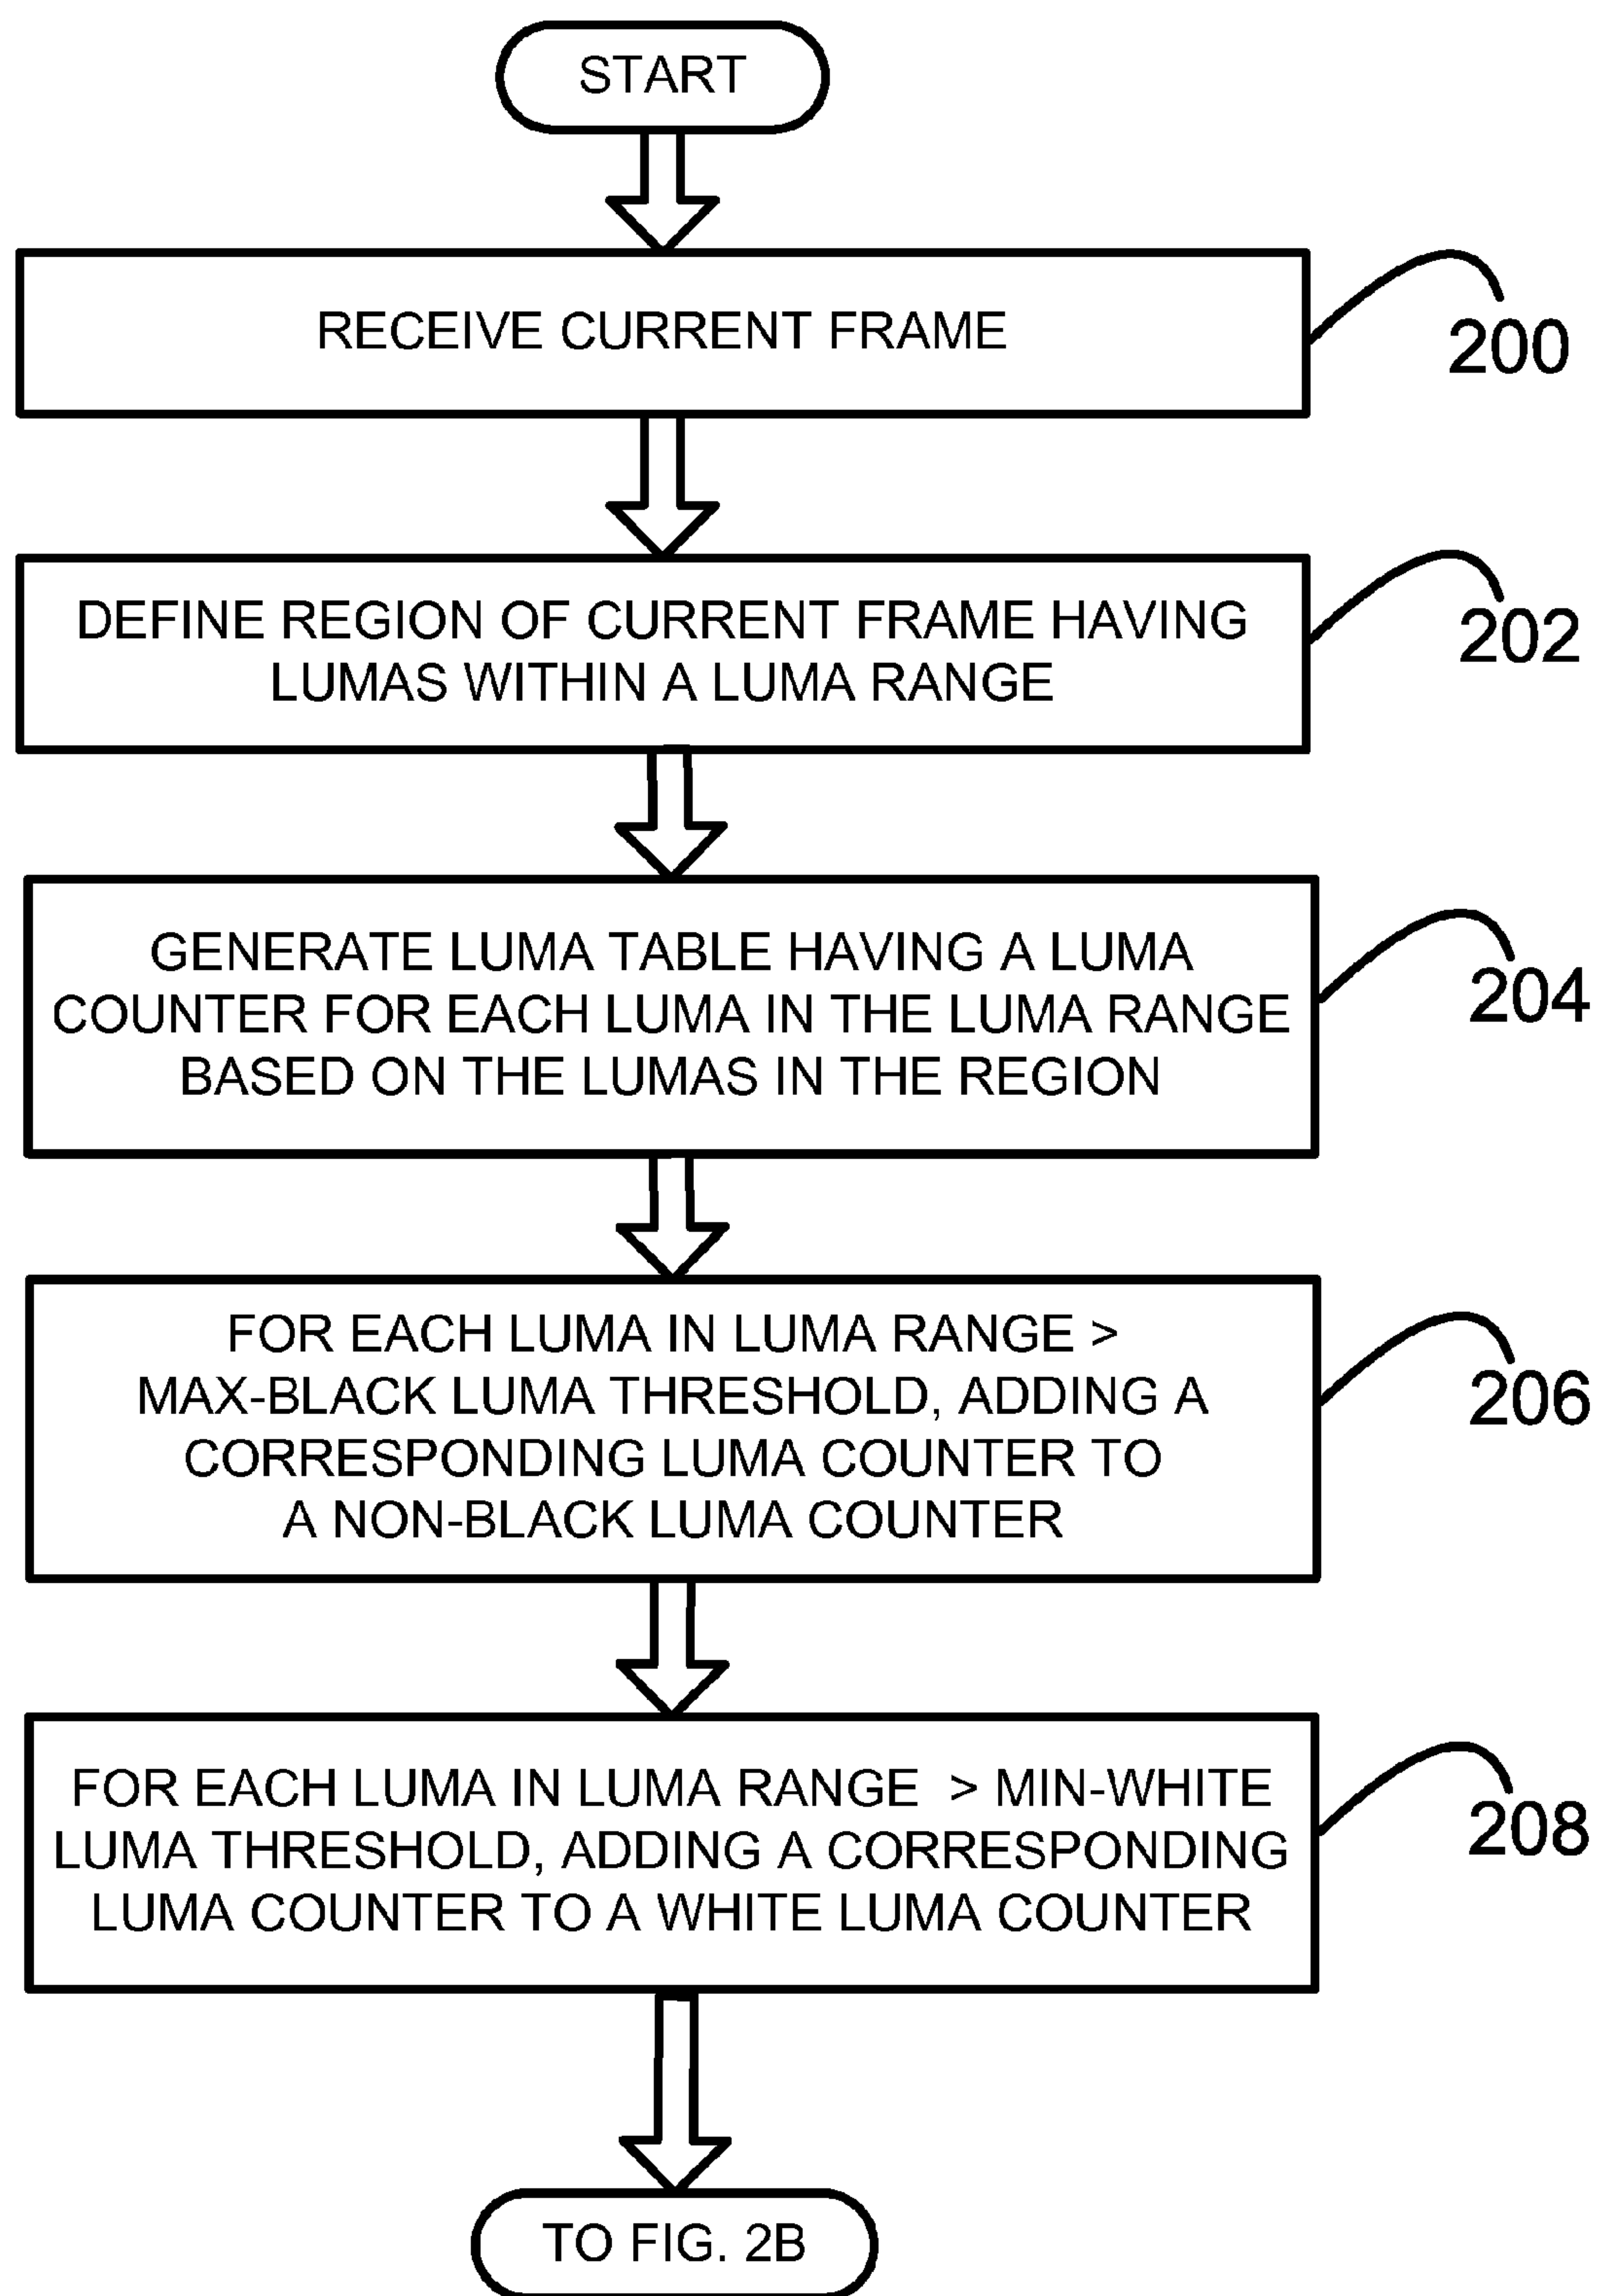 START
RECEIVE CURRENT FRAME
200
DEFINE REGION OF CURRENT FRAME HAVING
LUMAS WITHIN A LUMA RANGE
202
GENERATE LUMA TABLE HAVING A LUMA
COUNTER FOR EACH LUMA IN THE LUMA RANGE
BASED ON THE LUMAS IN THE REGION
204
FOR EACH LUMA IN LUMA RANGE >
MAX-BLACK LUMA THRESHOLD, ADDING A
CORRESPONDING LUMA COUNTER TO
A NON-BLACK LUMA COUNTER
206
FOR EACH LUMA IN LUMA RANGE > MIN-WHITE
LUMA THRESHOLD, ADDING A CORRESPONDING
LUMA COUNTER TO A WHITE LUMA COUNTER
208
TO FIG. 2B